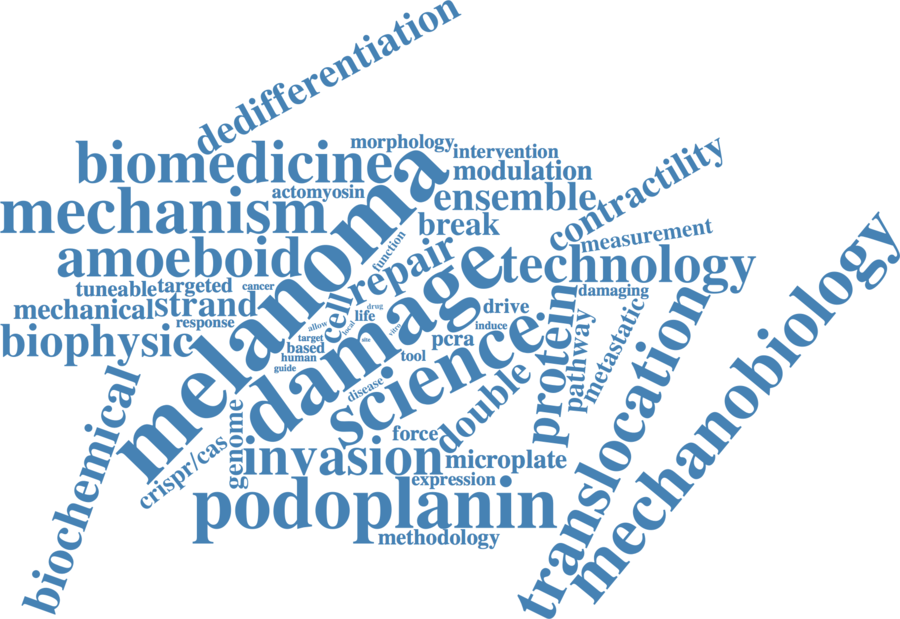 dedifferentiation
biomedicine
morphology
intervention
modulation
actomyosin
mechanism
melanoma
ensemble
break
contractility
measurement
amoeboid
function
repair
technology
tuneable
targeted
cancer
mechanical
strand
response
biophysic
cell
drug
life
allow
local
target
based
human
guide
site
vitro
damage
drive
induce
pcra
tool
damaging
protein
pathway
metastatic
translocation
mechanobiology
disease
science
double
biochemical
crispr/cas
genome
force
invasion
microplate
expression
podoplanin
methodology